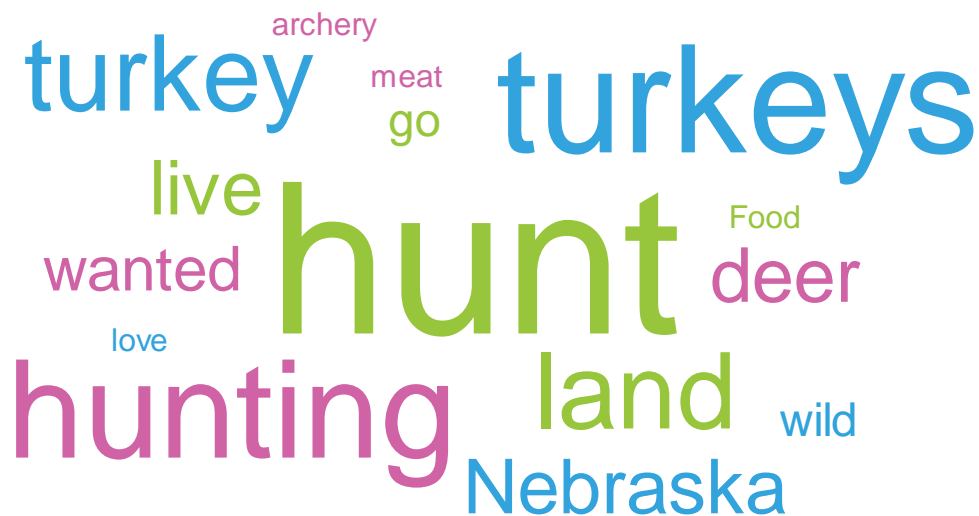 archery
turkey
meat
turkeys
go
live
hunt
Food
wanted
deer
love
hunting
land
wild
Nebraska